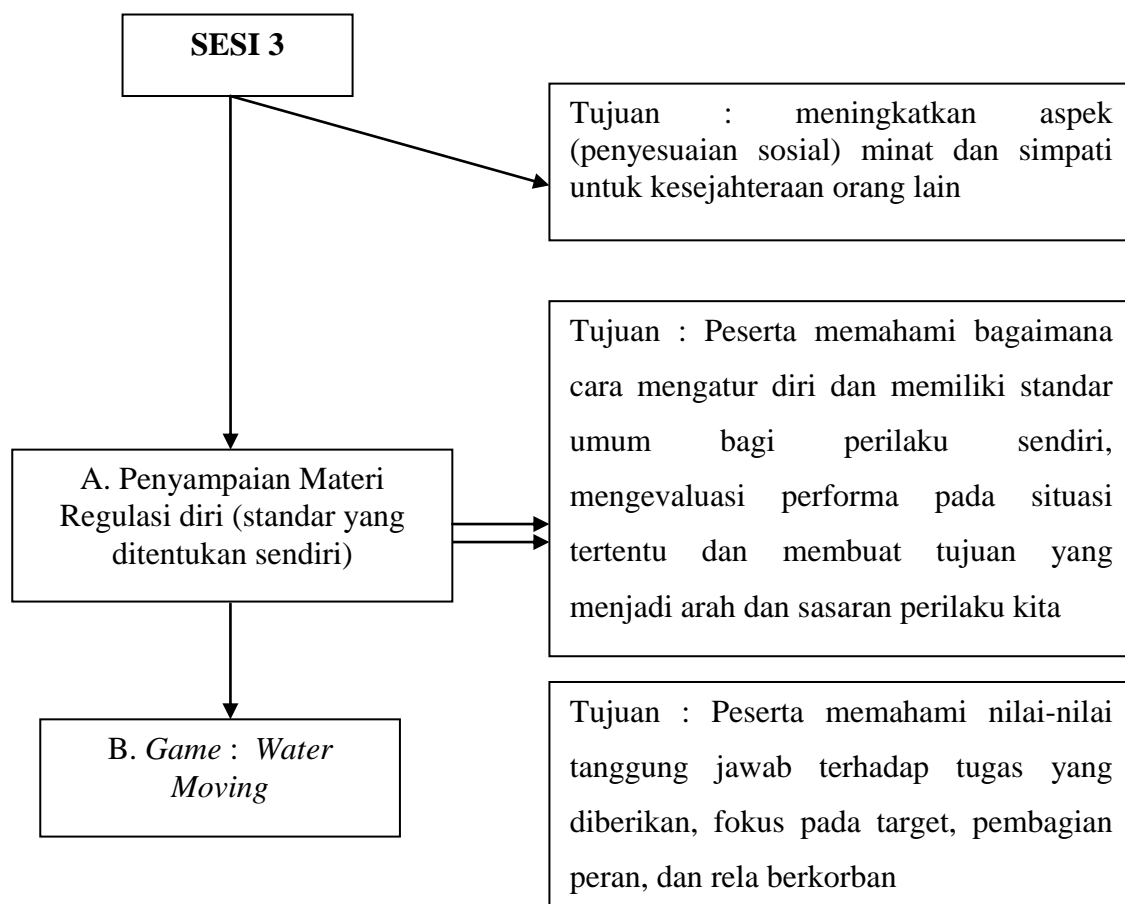 SESI 3
Tujuan : meningkatkan aspek
(penyesuaian sosial) minat dan simpati
untuk kesejahteraan orang lain
Tujuan : Peserta memahami bagaimana
cara mengatur diri dan memiliki standar
umum bagi perilaku sendiri,
mengevaluasi performa pada situasi
tertentu dan membuat tujuan yang
menjadi arah dan sasaran perilaku kita
A. Penyampaian Materi
Regulasi diri (standar yang
ditentukan sendiri)
B. Game : Water
Moving
Tujuan : Peserta memahami nilai-nilai
tanggung jawab terhadap tugas yang
diberikan, fokus pada target, pembagian
peran, dan rela berkorban